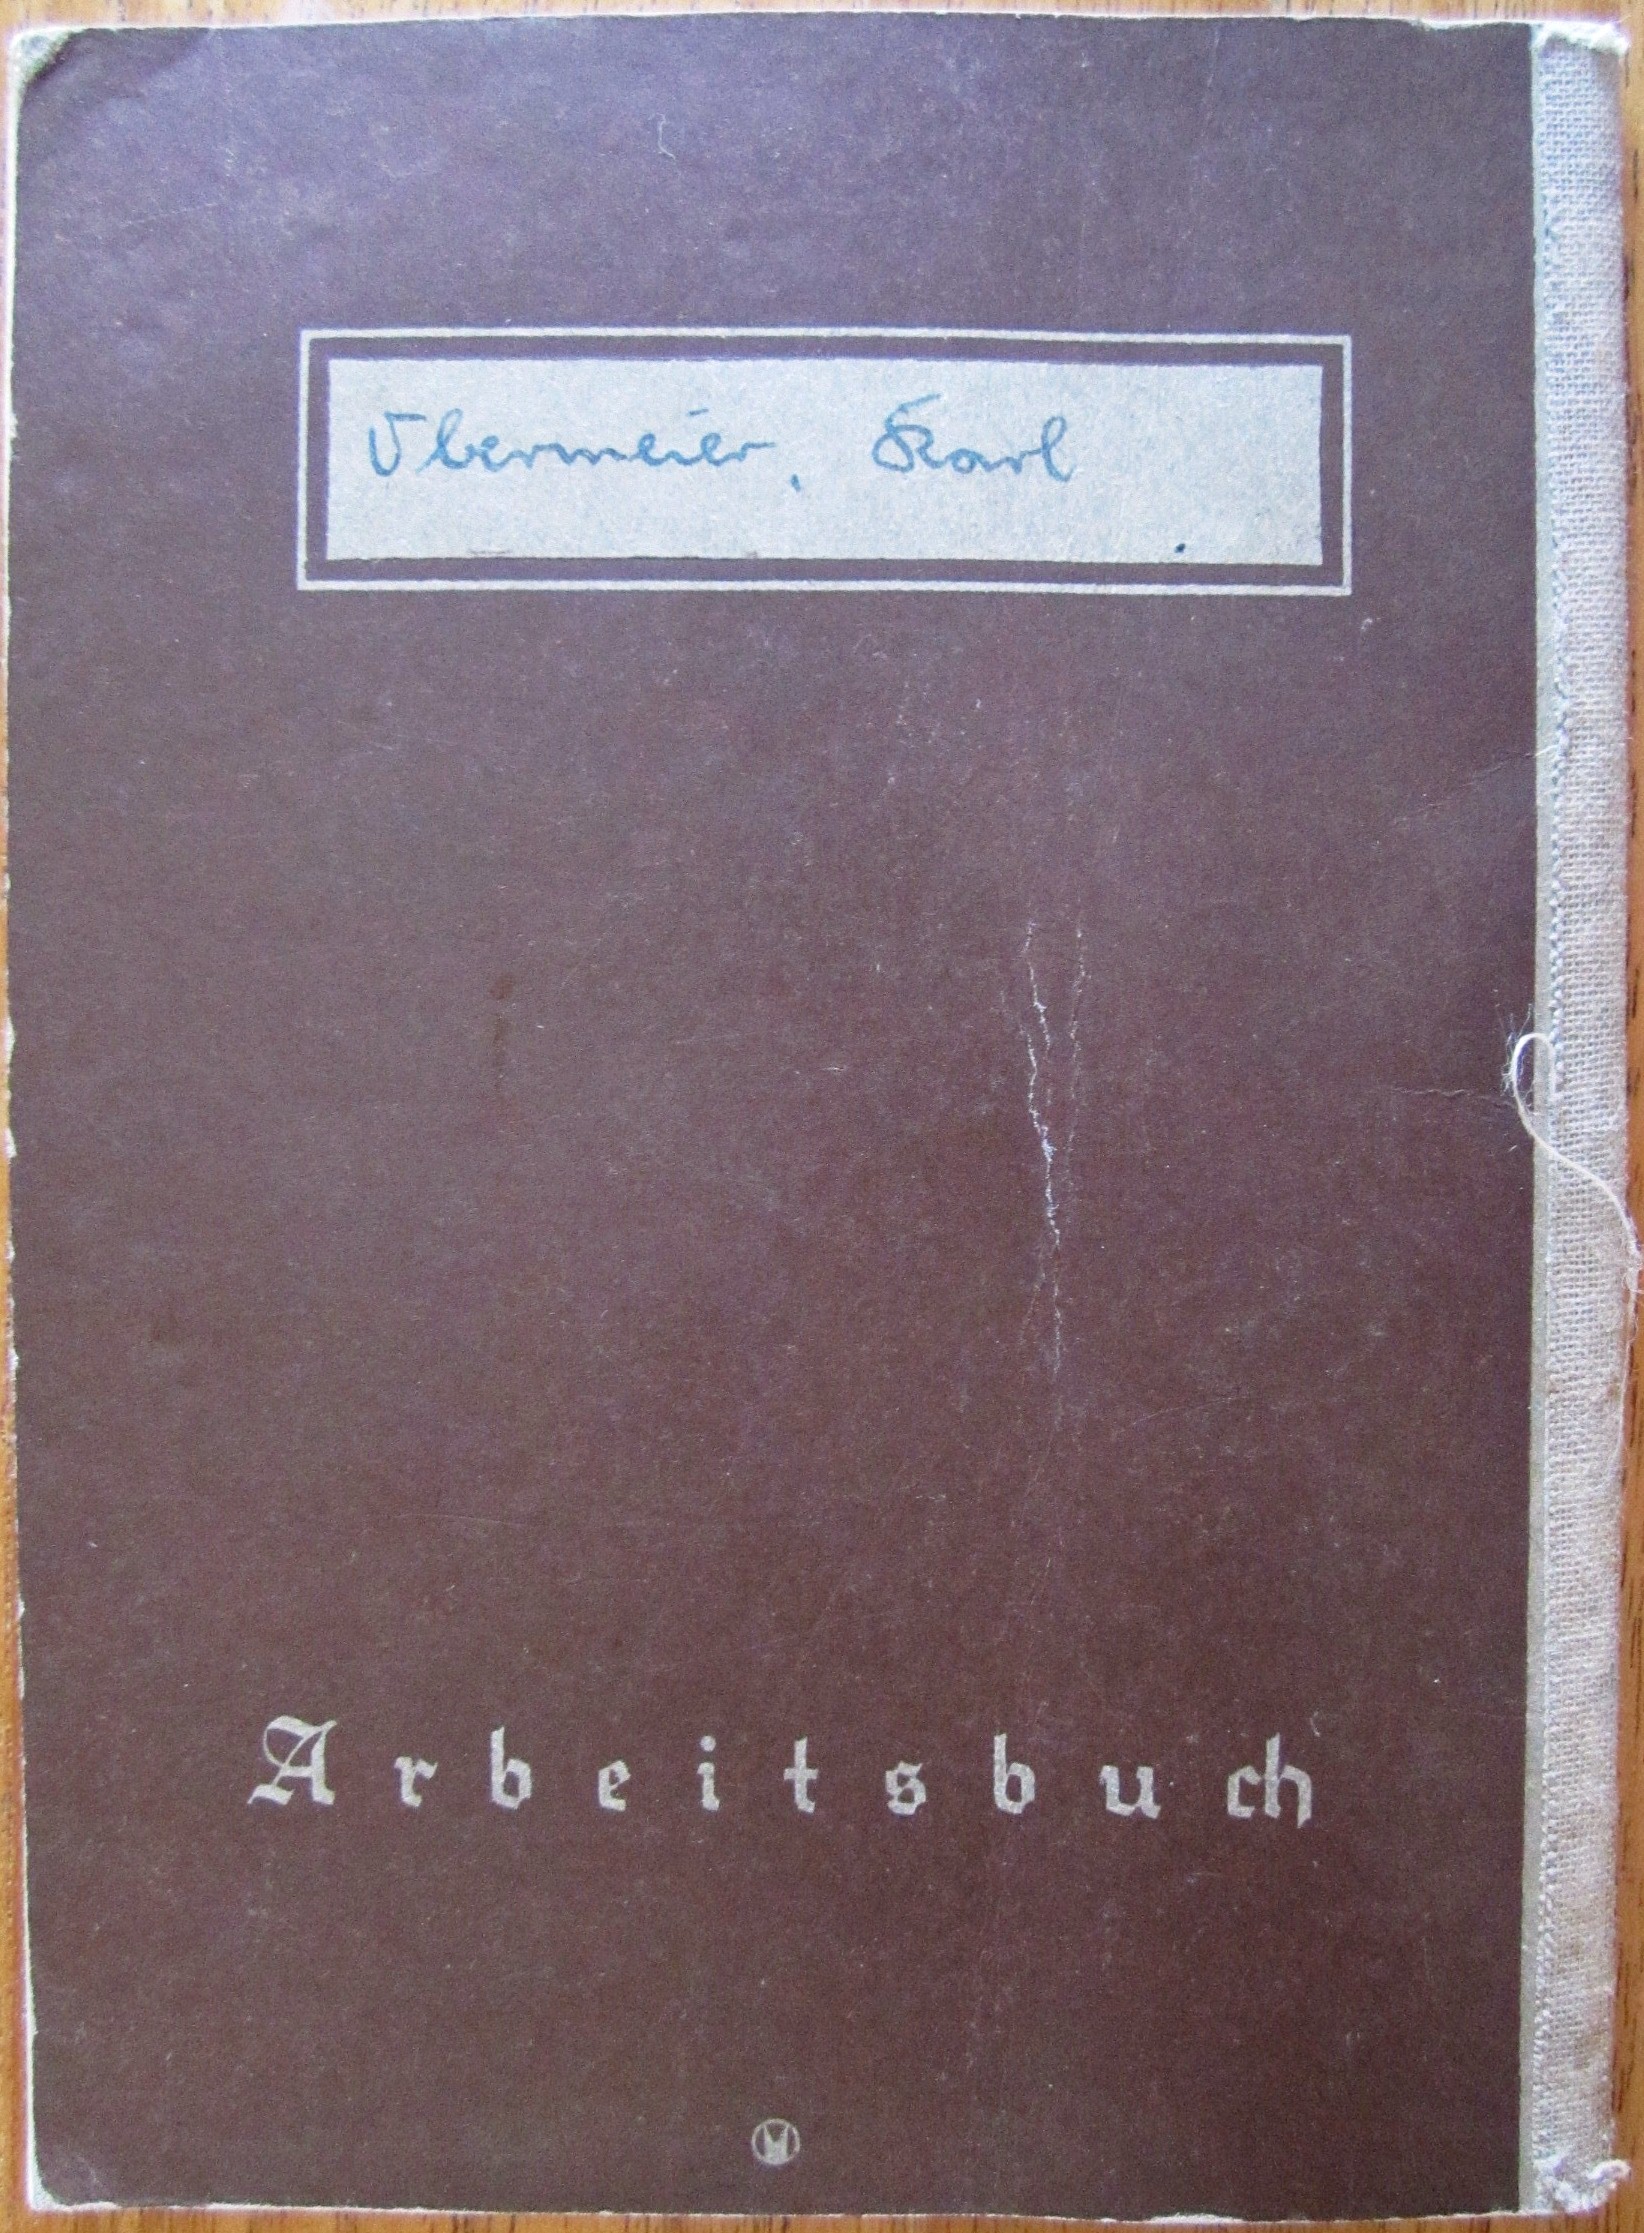 Obermeier, Karl
Arbeitsbuch